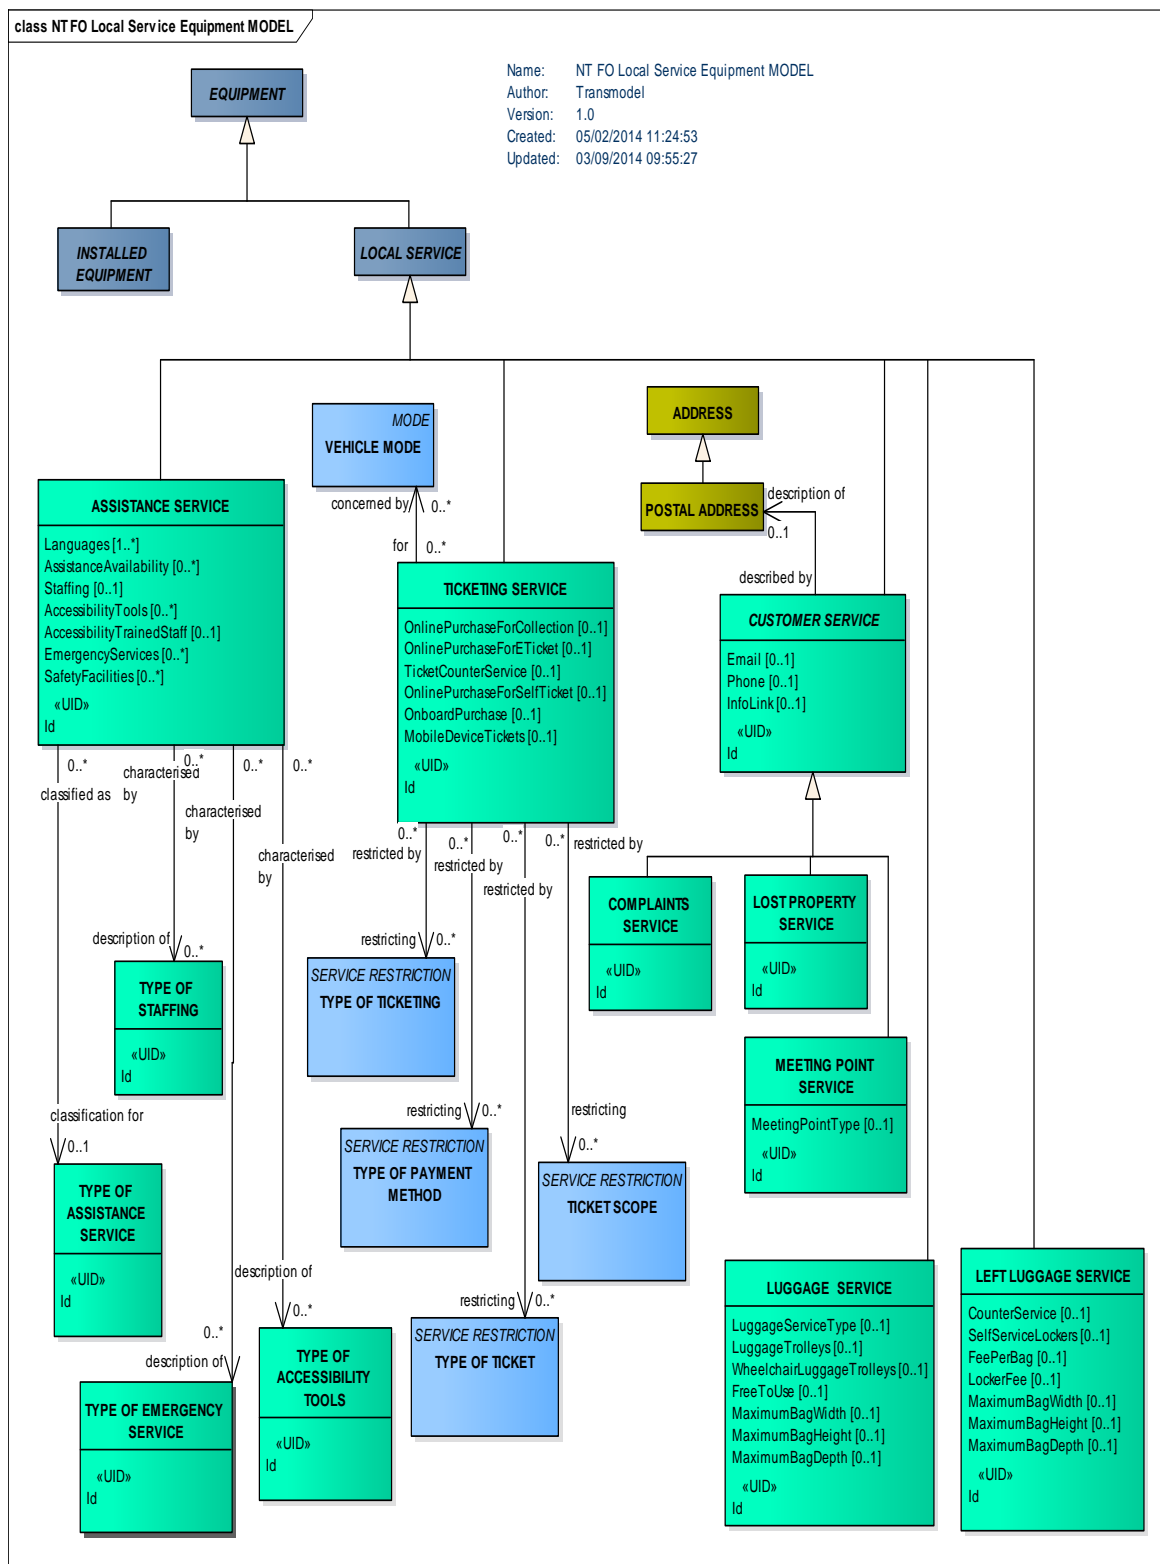 class NT FO Local Service Equipment MODEL
Name: NT FO Local Service Equipment MODEL
Author: Transmodel
Version: 1.0
Created: 05/02/2014 11:24:53
Updated: 03/09/2014 09:55:27
EQUIPMENT
INSTALLED
EQUIPMENT
LOCAL SERVICE
MODE
VEHICLE MODE
concerned by
0..*
for
0..*
ADDRESS
POSTAL ADDRESS
description of
0..1
described by
ASSISTANCE SERVICE
Languages [1..*]
AssistanceAvailability [0..*]
Staffing [0..1]
AccessibilityTools [0..*]
AccessibilityTrainedStaff [0..1]
EmergencyServices [0..*]
SafetyFacilities [0..*]
«UID»
Id
TICKETING SERVICE
OnlinePurchaseForCollection [0..1]
OnlinePurchaseForETicket [0..1]
TicketCounterService [0..1]
OnlinePurchaseForSelfTicket [0..1]
OnboardPurchase [0..1]
MobileDeviceTickets [0..1]
«UID»
Id
CUSTOMER SERVICE
Email [0..1]
Phone [0..1]
InfoLink [0..1]
«UID»
Id
0..*
classified as
0..*
characterised
by
0..*
characterised
by
0..*
characterised
by
0..*
restricted by
0..*
restricted by
0..*
restricted by
0..*
restricted by
COMPLAINTS
SERVICE
«UID»
Id
LOST PROPERTY
SERVICE
«UID»
Id
description of
0..*
TYPE OF
STAFFING
«UID»
Id
restricting
0..*
SERVICE RESTRICTION
TYPE OF TICKETING
MEETING POINT
SERVICE
MeetingPointType [0..1]
«UID»
Id
classification for
0..1
TYPE OF
ASSISTANCE
SERVICE
«UID»
Id
restricting
0..*
SERVICE RESTRICTION
TYPE OF PAYMENT
METHOD
restricting
0..*
SERVICE RESTRICTION
TICKET SCOPE
description of
0..*
TYPE OF
ACCESSIBILITY
TOOLS
«UID»
Id
restricting
0..*
SERVICE RESTRICTION
TYPE OF TICKET
0..*
description of
TYPE OF EMERGENCY
SERVICE
«UID»
Id
LUGGAGE SERVICE
LuggageServiceType [0..1]
LuggageTrolleys [0..1]
WheelchairLuggageTrolleys [0..1]
FreeToUse [0..1]
MaximumBagWidth [0..1]
MaximumBagHeight [0..1]
MaximumBagDepth [0..1]
«UID»
Id
LEFT LUGGAGE SERVICE
CounterService [0..1]
SelfServiceLockers [0..1]
FeePerBag [0..1]
LockerFee [0..1]
MaximumBagWidth [0..1]
MaximumBagHeight [0..1]
MaximumBagDepth [0..1]
«UID»
Id